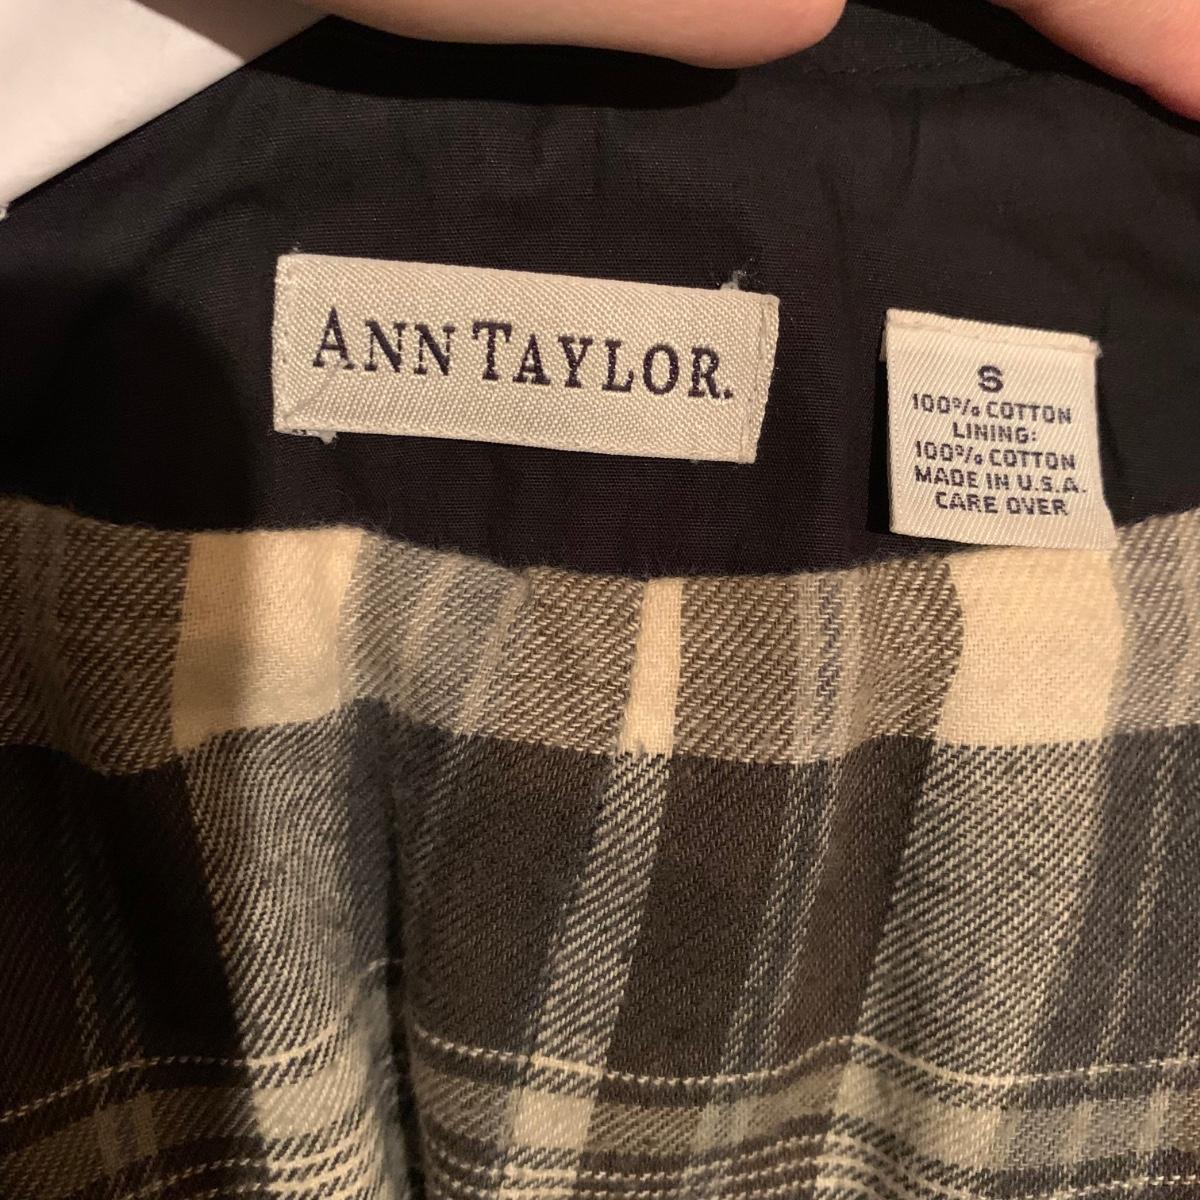 ANN TAYLOR.
S
100% COTTON
LINING:
100% COTTON
MADE IN U.S.A.
CARE OVER